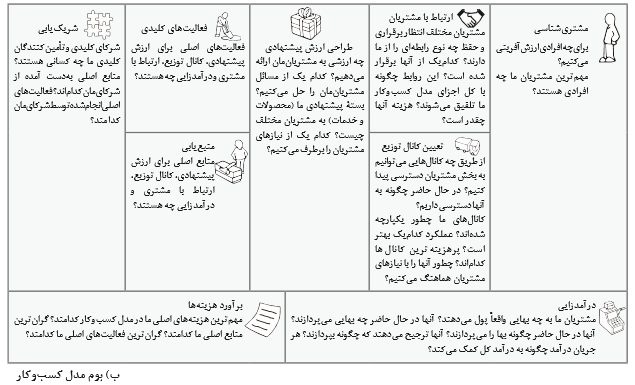 مشتری‌شناسی
برای‌چه‌افرادی‌ارزش‌آفریتی
می‌کنیم؟
مهم‌ترین مشتریان ما چه
افرادی هستند؟
ارتباط با مشتریان
مشتریان مختلف انتظار برقراری
و حفظ چه نوع رابطه‌ای را از ما
دارند؟ کدام‌یک از آنها برقرار
شده است؟ این روابط چگونه
با کل اجزای مدل کسب‌وکار
ما تلفیق می‌شوند؟ هزینه آنها
چقدر است؟
تعیین کانال توزیع
از طریق چه کانال‌هایی می‌توانیم
به بخش مشتریان دسترسی پیدا
کنیم؟ در حال حاضر چگونه به
آنها دسترسی داریم؟
کانال‌های ما چطور یکپارچه
شده‌اند؟ عملکرد کدام‌یک بهتر
است؟ پرهزینه ترین کانال ها
کدام‌اند؟ چطور آنها را با نیازهای
مشتریان هماهنگ می‌کنیم؟
طراحی ارزش پیشنهادی
چه ارزشی به مشتریان‌مان ارائه
می‌دهیم؟ کدام یک از مسائل
مشتریان‌مان را حل می‌کنیم؟
بستهٔ پیشنهادی ما (محصولات
و خدمات) به مشتریان مختلف
چیست؟ کدام یک از نیازهای
مشتریان را برطرف می‌کنیم؟
فعالیت‌های کلیدی
فعالیت‌های اصلی برای ارزش
پیشنهادی، کانال توزیع، ارتباط با
مشتری و درآمدزایی چه هستند؟
منبع‌یابی
منابع اصلی برای ارزش
پیشنهادی، کانال توزیع،
ارتباط با مشتری و
درآمدزایی چه هستند؟
شریک‌یابی
شرکای کلیدی و تأمین کنندگان
کلیدی ما چه کسانی هستند؟
منابع اصلی به‌دست آمده از
شرکای‌مان کدام‌اند؟ فعالیت‌های
اصلی انجام‌شده توسط شرکای‌مان
کدامند؟
درآمدزایی
مشتریان ما به چه بهایی واقعاً پول می‌دهند؟ آنها در حال حاضر چه بهایی می‌پردازند؟
آنها در حال حاضر چگونه بها را می‌پردازند؟ آنها ترجیح می‌دهند که چگونه بپردازند؟ هر
جریان درآمد چگونه به درآمد کل کمک می‌کند؟
برآورد هزینه‌ها
مهم‌ترین هزینه‌های اصلی ما در مدل کسب‌وکار کدامند؟ گران‌ترین
منابع اصلی ما کدامند؟ گران‌ترین فعالیت‌های اصلی ما کدامند؟
ب) بوم مدل کسب‌وکار